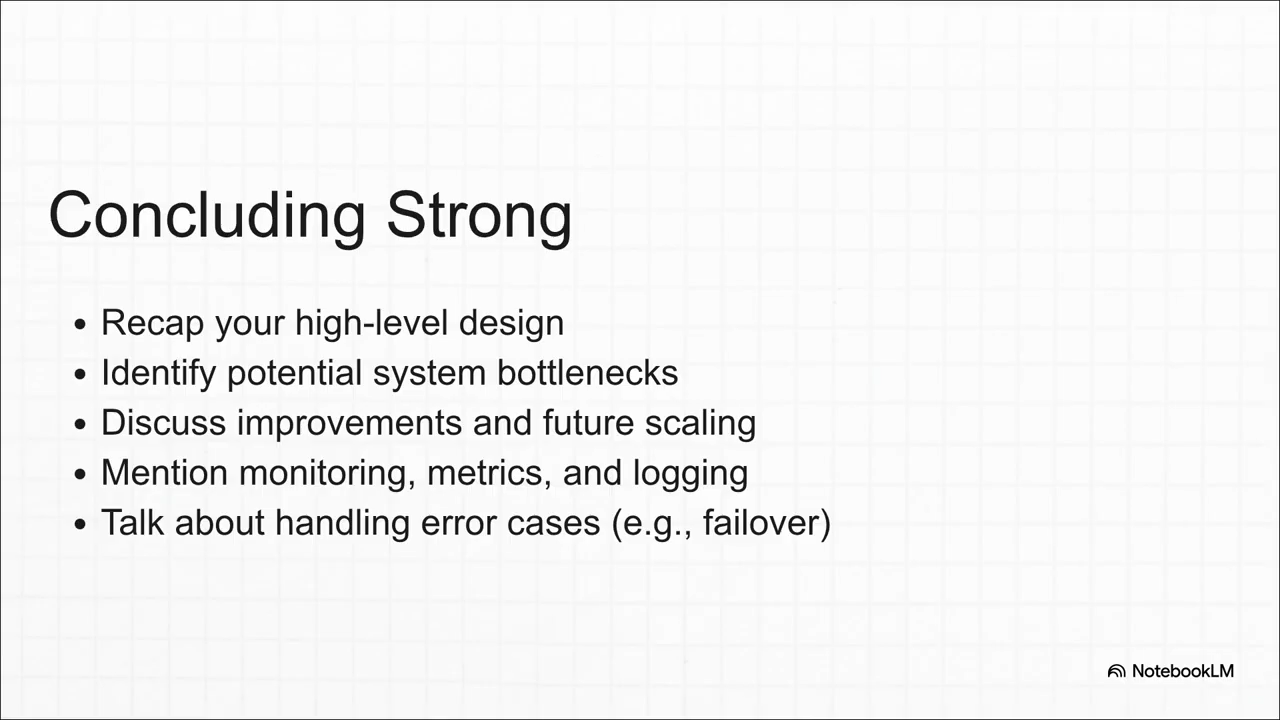 Concluding Strong
• Recap your high-level design
• Identify potential system bottlenecks
• Discuss improvements and future scaling
• Mention monitoring, metrics, and logging
• Talk about handling error cases (e.g., failover)
NotebookLM